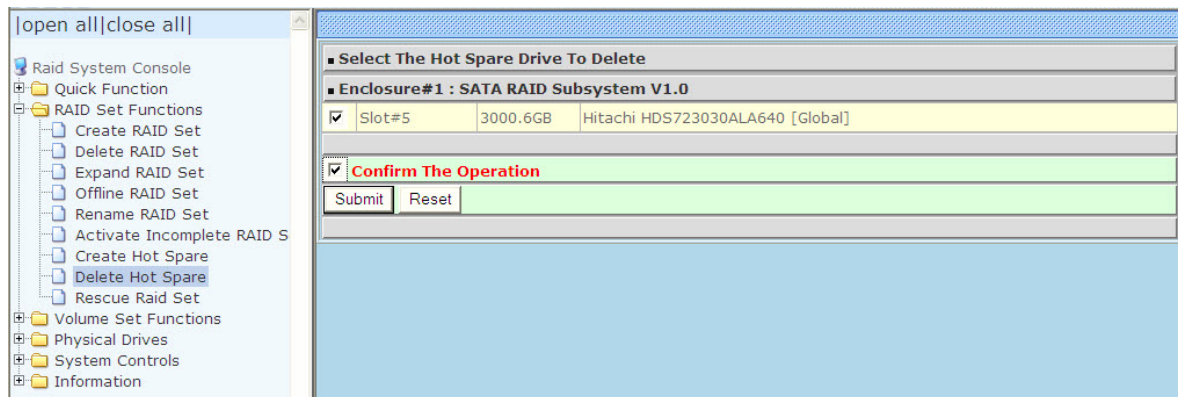 |open all|close all|
Raid System Console
Quick Function
RAID Set Functions
Create RAID Set
Delete RAID Set
Expand RAID Set
Offline RAID Set
Rename RAID Set
Activate Incomplete RAID S
Create Hot Spare
Delete Hot Spare
Rescue Raid Set
Volume Set Functions
Physical Drives
System Controls
Information
Select The Hot Spare Drive To Delete
Enclosure#1 : SATA RAID Subsystem V1.0
Slot#5 3000.6GB Hitachi HDS723030ALA640 [Global]
Confirm The Operation
Submit Reset